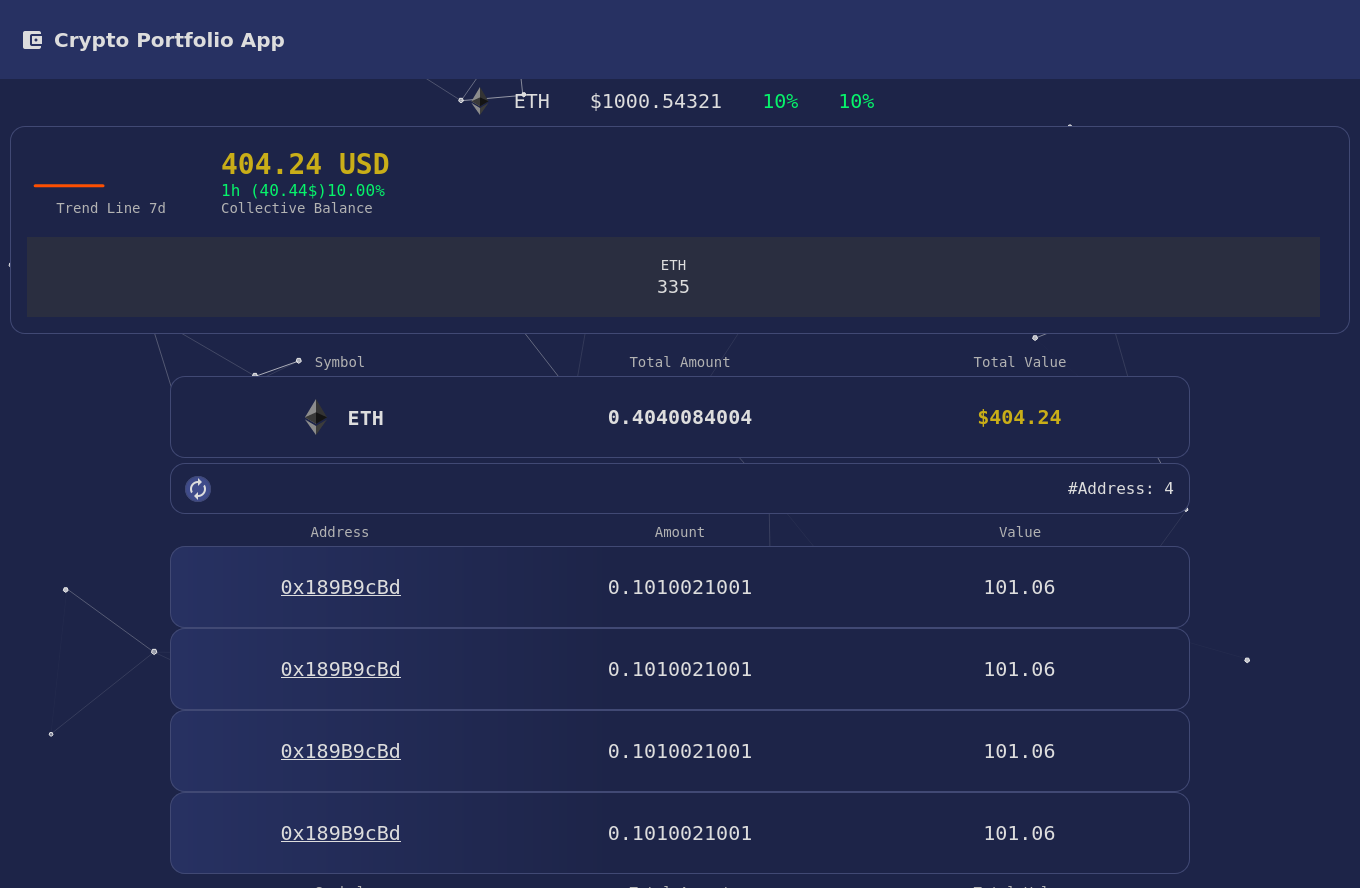 Crypto Portfolio App
ETH $1000.54321 10% 10%
404.24 USD
1h (40.44$)10.00%
Trend Line 7d Collective Balance
ETH
335
Symbol Total Amount Total Value
ETH 0.4040084004 $404.24
#Address: 4
Address Amount Value
0x189B9cBd 0.1010021001 101.06
0x189B9cBd 0.1010021001 101.06
0x189B9cBd 0.1010021001 101.06
0x189B9cBd 0.1010021001 101.06